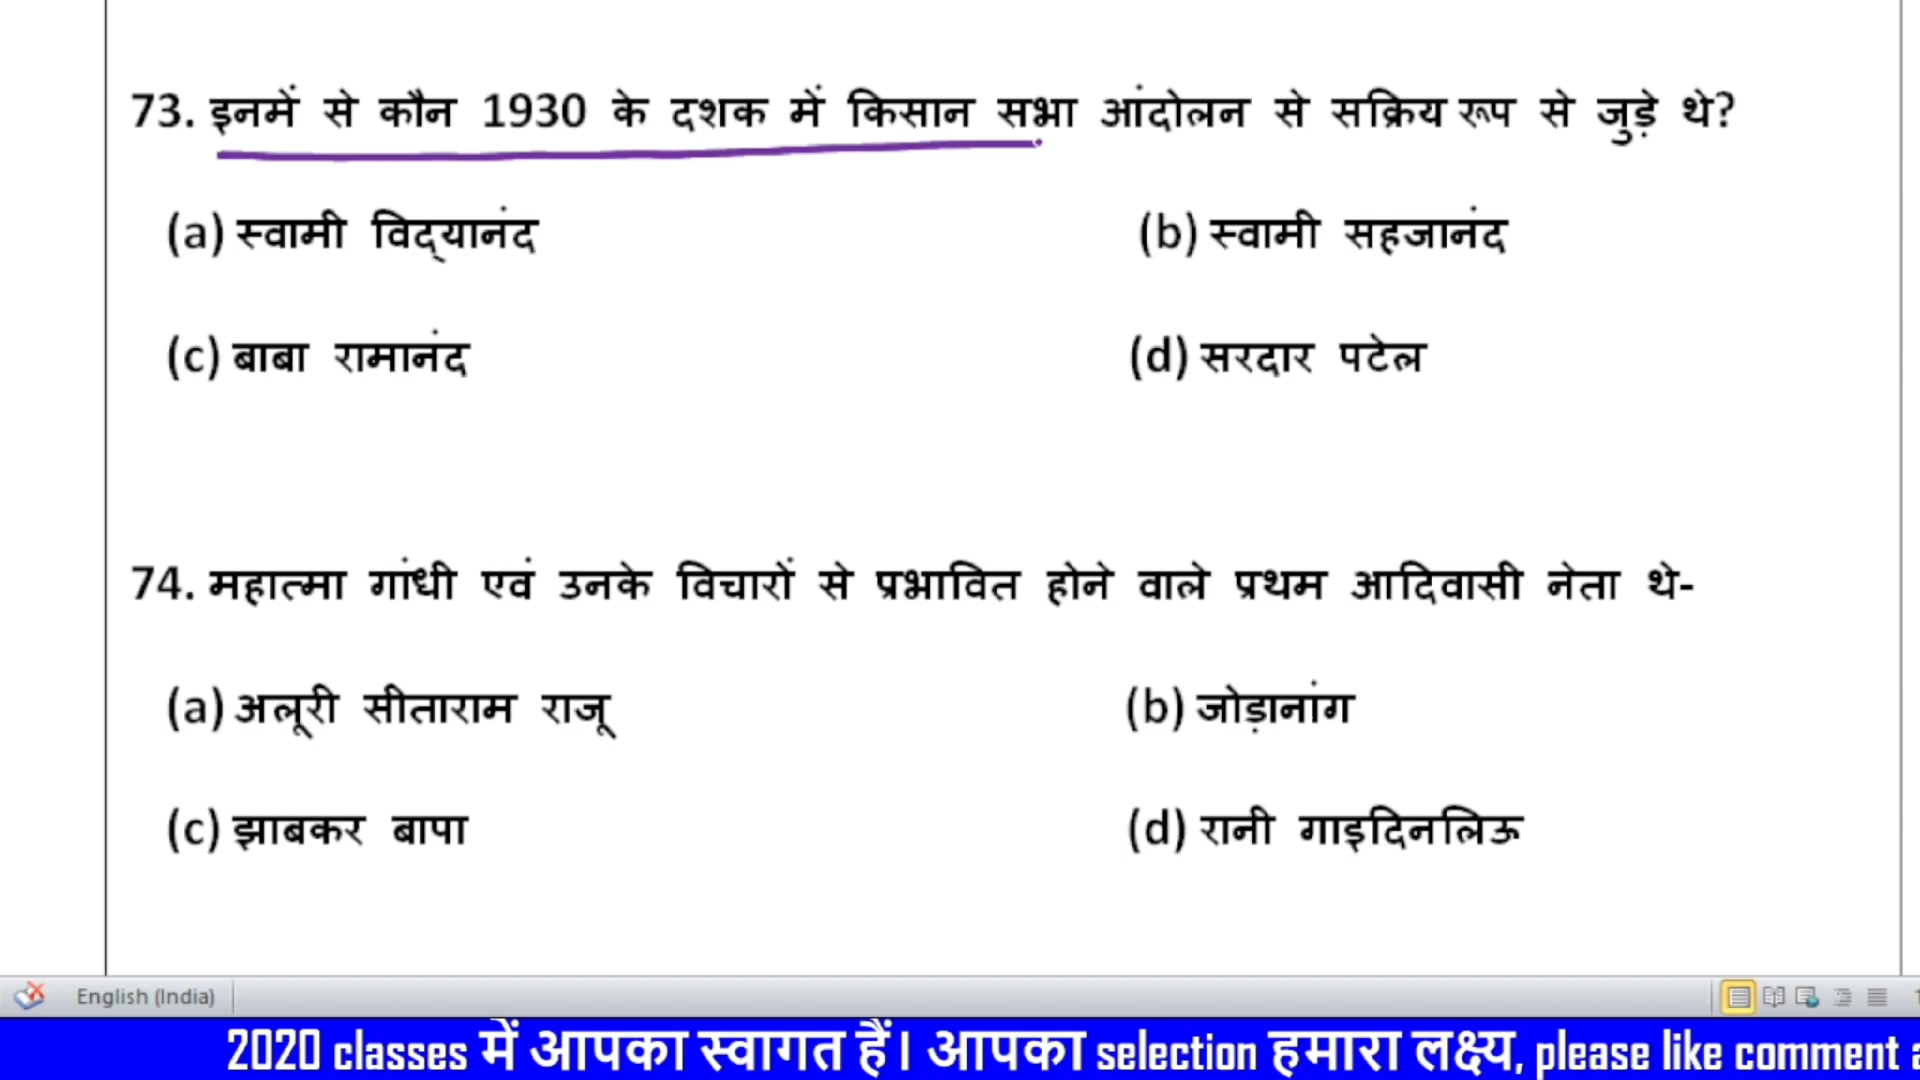 73. इनमें से कौन 1930 के दशक में किसान सभा आंदोलन से सक्रिय रूप से जुड़े थे?
(a) स्वामी विद्यानंद (b) स्वामी सहजानंद
(c) बाबा रामानंद (d) सरदार पटेल
74. महात्मा गांधी एवं उनके विचारों से प्रभावित होने वाले प्रथम आदिवासी नेता थे-
(a) अलूरी सीताराम राजू (b) जोड़ानांग
(c) झाबकर बापा (d) रानी गाइदिनलिऊ
English (India)
2020 classes में आपका स्वागत हैं। आपका selection हमारा लक्ष्य, please like comment